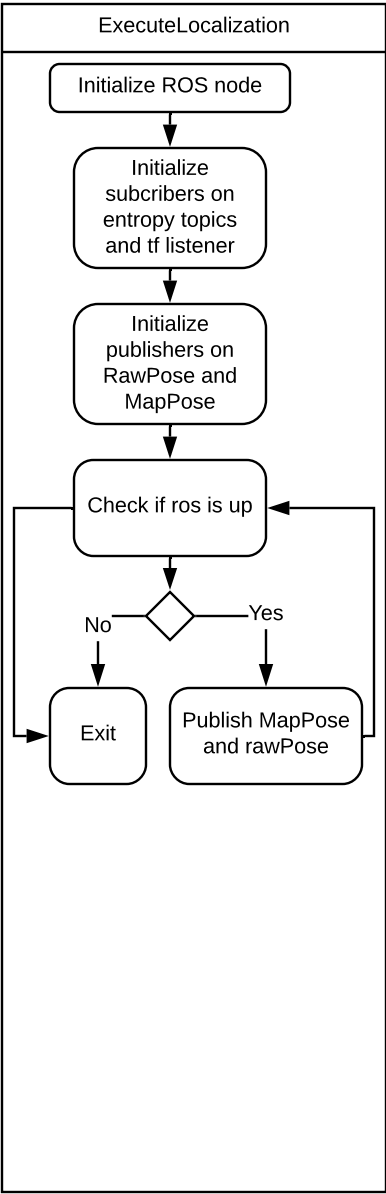 ExecuteLocalization
Initialize ROS node
Initialize
subcribers on
entropy topics
and tf listener
Initialize
publishers on
RawPose and
MapPose
Check if ros is up
No
Yes
Exit
Publish MapPose
and rawPose